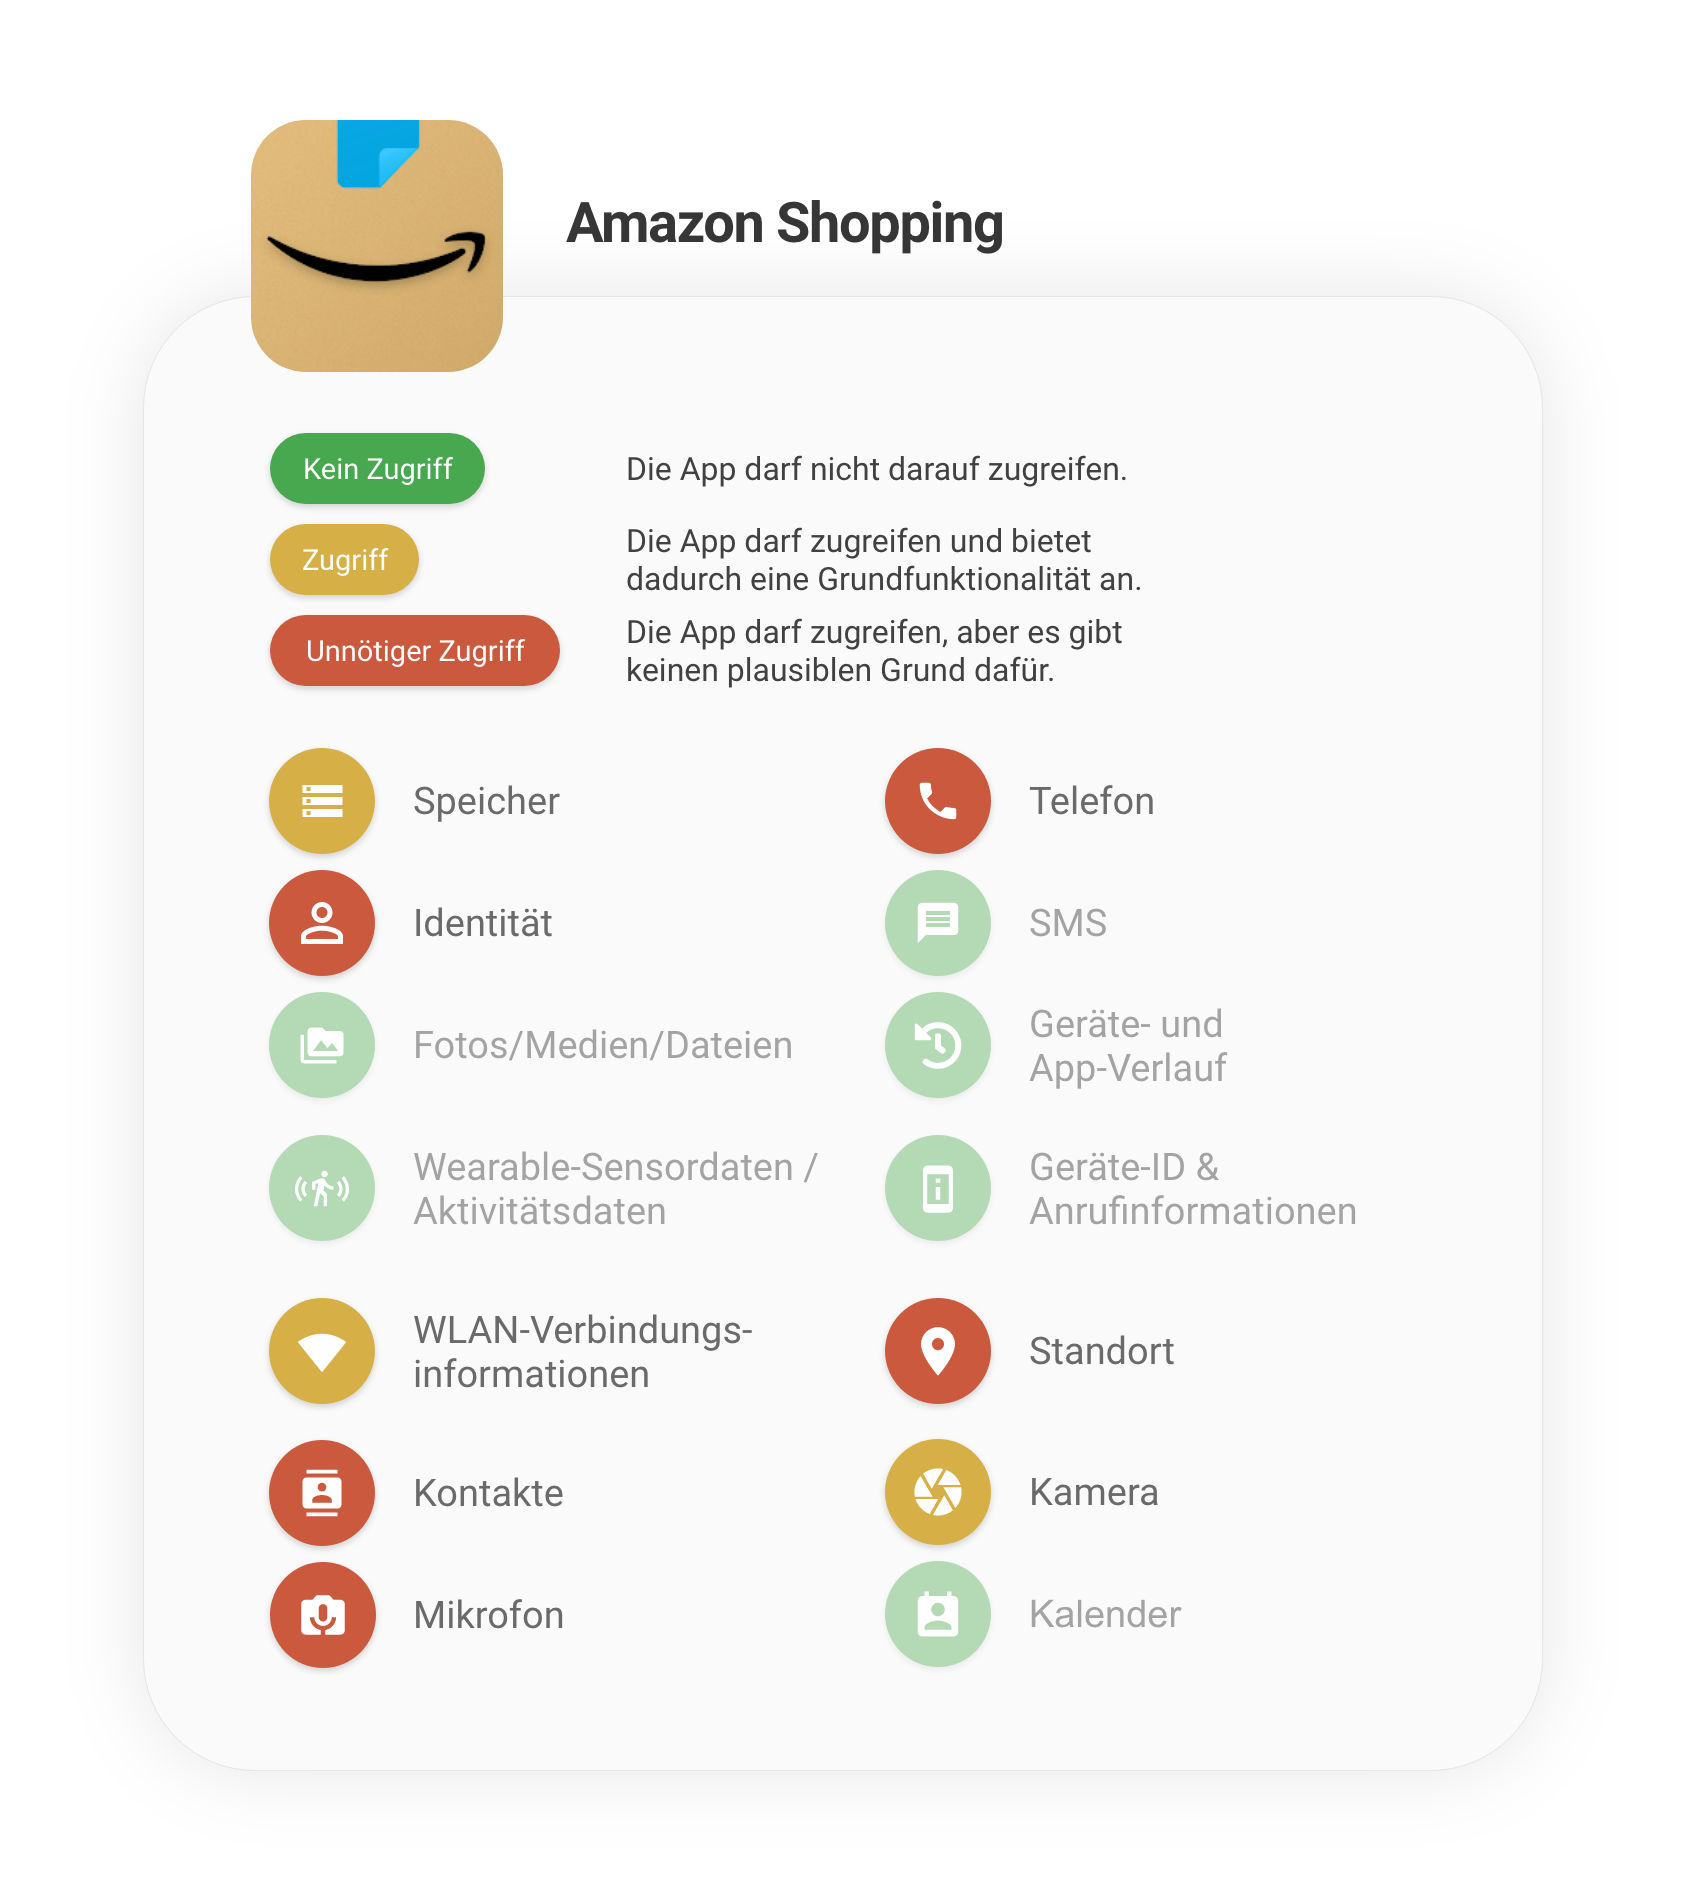 Amazon Shopping
Kein Zugriff
Die App darf nicht darauf zugreifen.
Zugriff
Die App darf zugreifen und bietet
dadurch eine Grundfunktionalität an.
Unnötiger Zugriff
Die App darf zugreifen, aber es gibt
keinen plausiblen Grund dafür.
Speicher
Telefon
Identität
SMS
Fotos/Medien/Dateien
Geräte- und
App-Verlauf
Wearable-Sensordaten /
Aktivitätsdaten
Geräte-ID &
Anrufinformationen
WLAN-Verbindungs-
informationen
Standort
Kontakte
Kamera
Mikrofon
Kalender